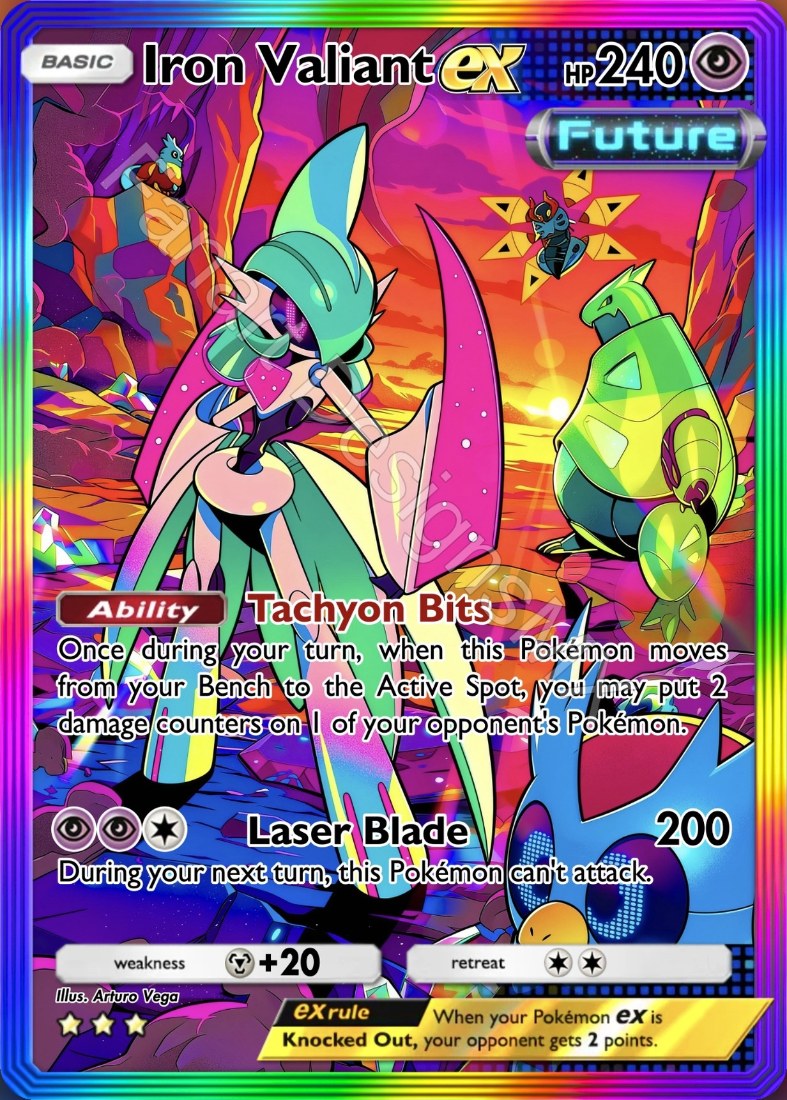 BASIC
Iron Valiant ex
HP 240
Future
Ability Tachyon Bits
Once during your turn, when this Pokémon moves
from your Bench to the Active Spot, you may put 2
damage counters on 1 of your opponent's Pokémon.
Laser Blade 200
During your next turn, this Pokémon can't attack.
weakness +20
retreat
Illus. Arturo Vega
ex rule
When your Pokémon ex is
Knocked Out, your opponent gets 2 points.